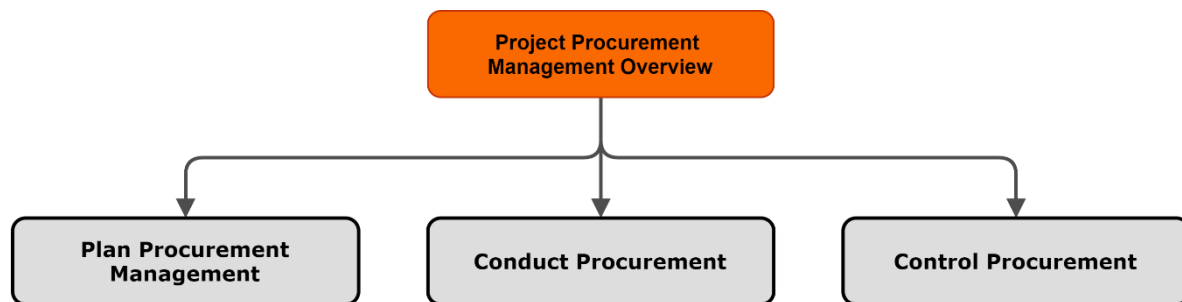 Project Procurement
Management Overview
Plan Procurement
Management
Conduct Procurement
Control Procurement